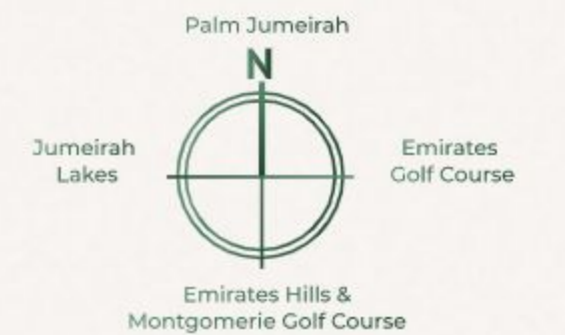 Palm Jumeirah
N
Jumeirah
Lakes
Emirates
Golf Course
Emirates Hills &
Montgomerie Golf Course